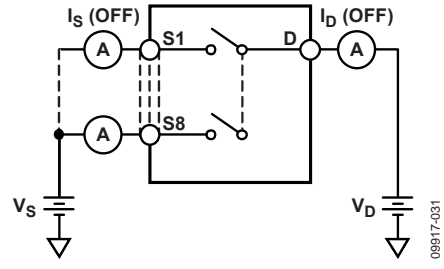 I_S (OFF)
I_D (OFF)
A
S1
D
A
A
S8
V_S
V_D
09917-031